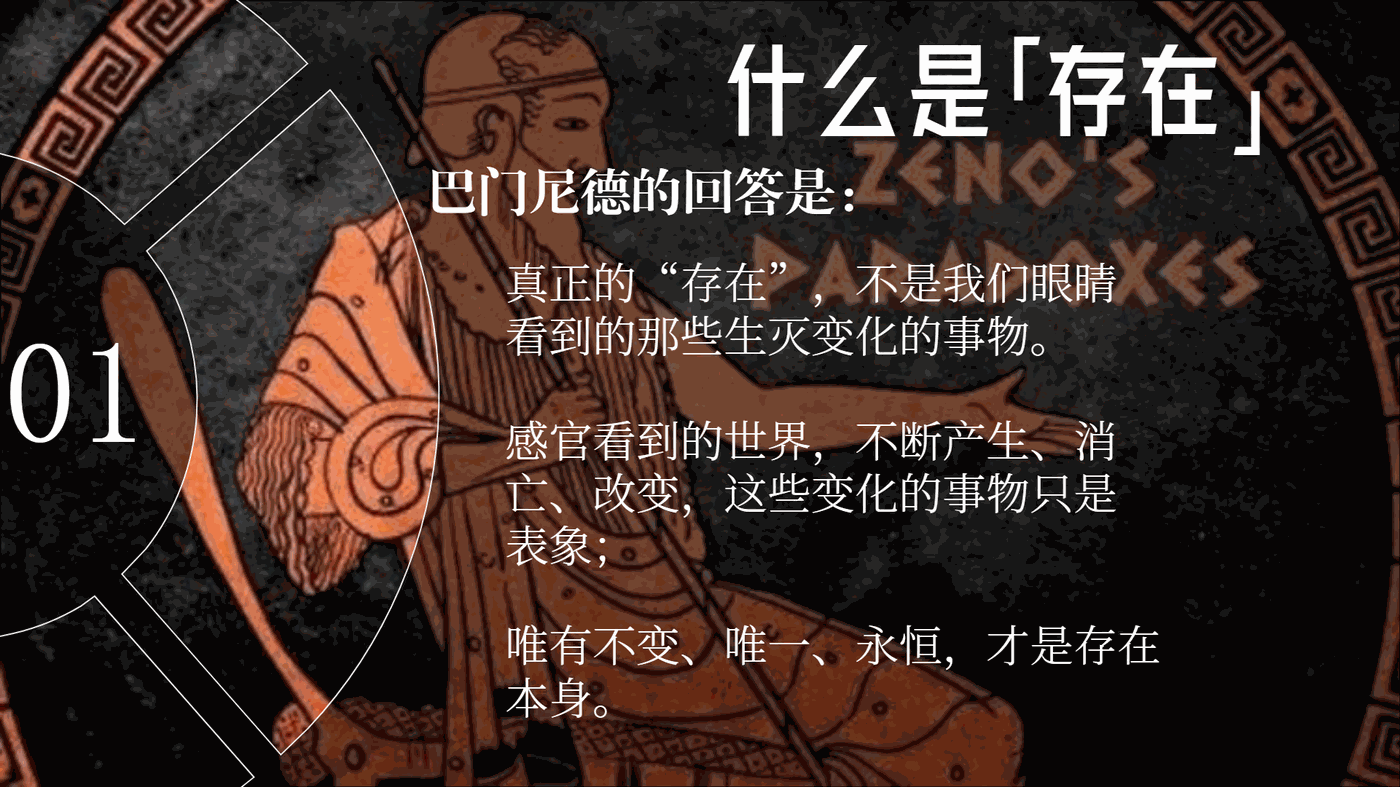 什么是「存在」
ZENO'S
PARADOXES
巴门尼德的回答是：
真正的“存在”，不是我们眼睛
看到的那些生灭变化的事物。
01
感官看到的世界，不断产生、消
亡、改变，这些变化的事物只是
表象；
唯有不变、唯一、永恒，才是存在
本身。